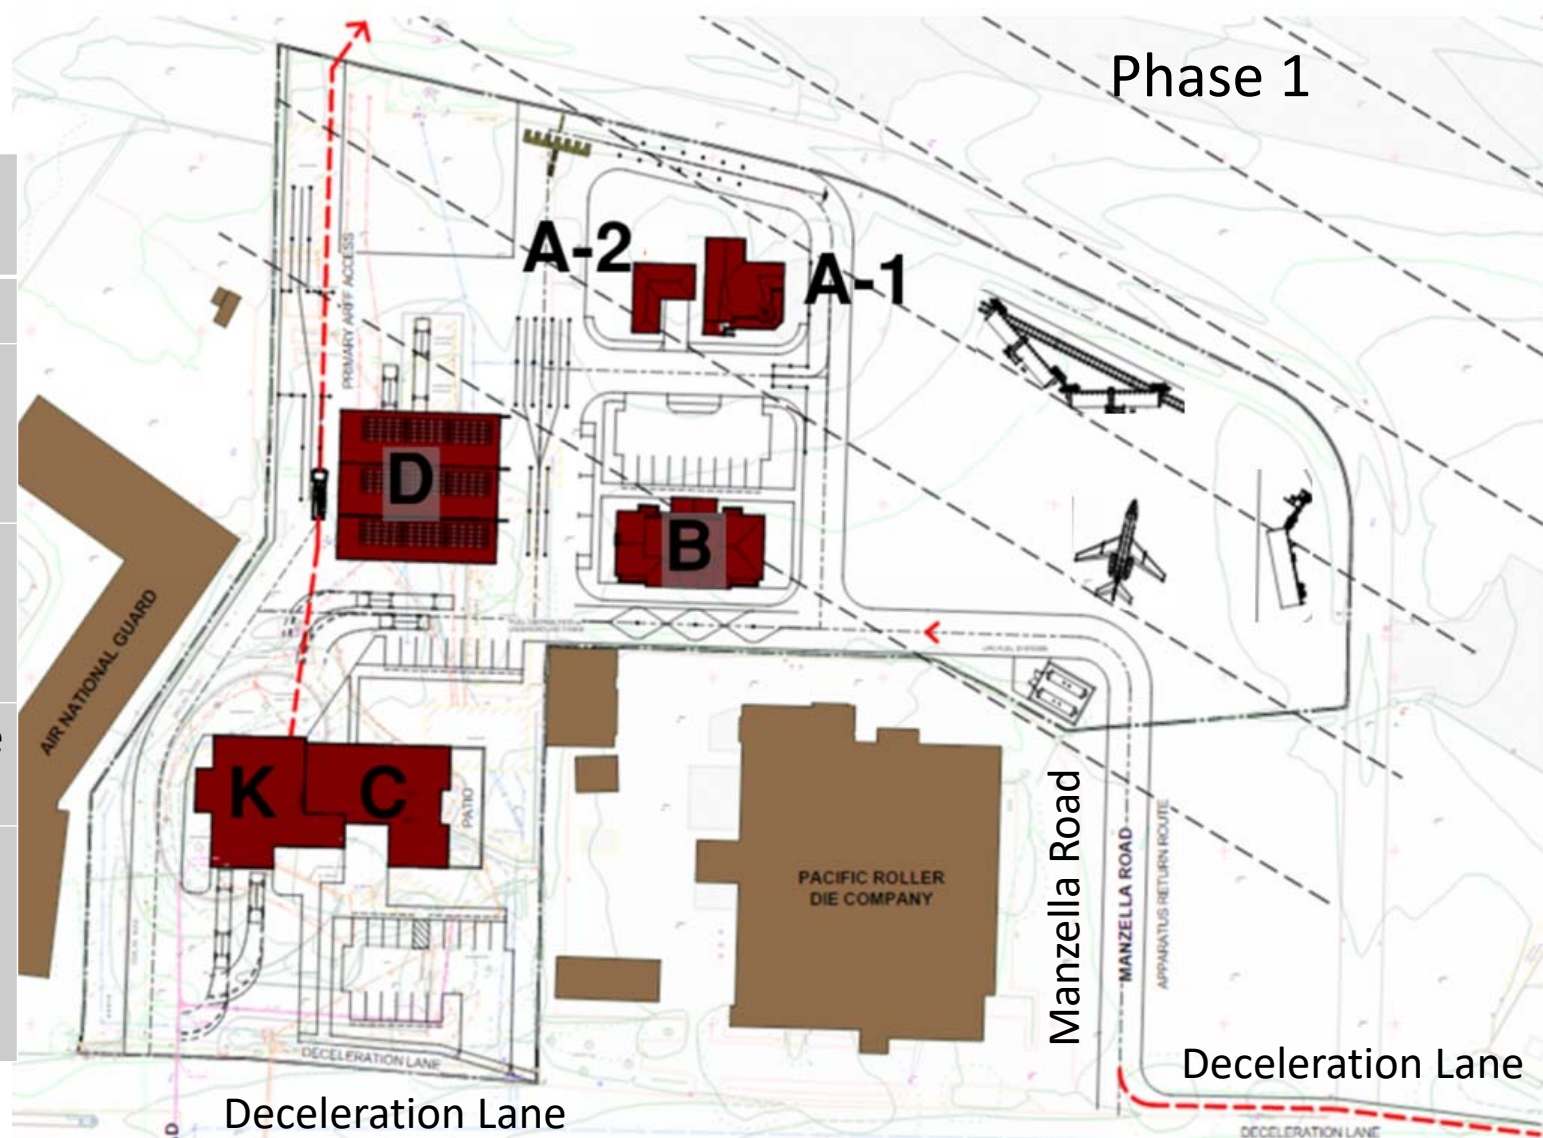 Phase 1
A-2
A-1
PRIMARY ARFF ACCESS
D
B
AIR NATIONAL GUARD
K
C
PATIO
PACIFIC ROLLER
DIE COMPANY
Manzella Road
MANZELLA ROAD
APPARATUS RETURN ROUTE
DECELERATION LANE
Deceleration Lane
Deceleration Lane
DECELERATION LANE